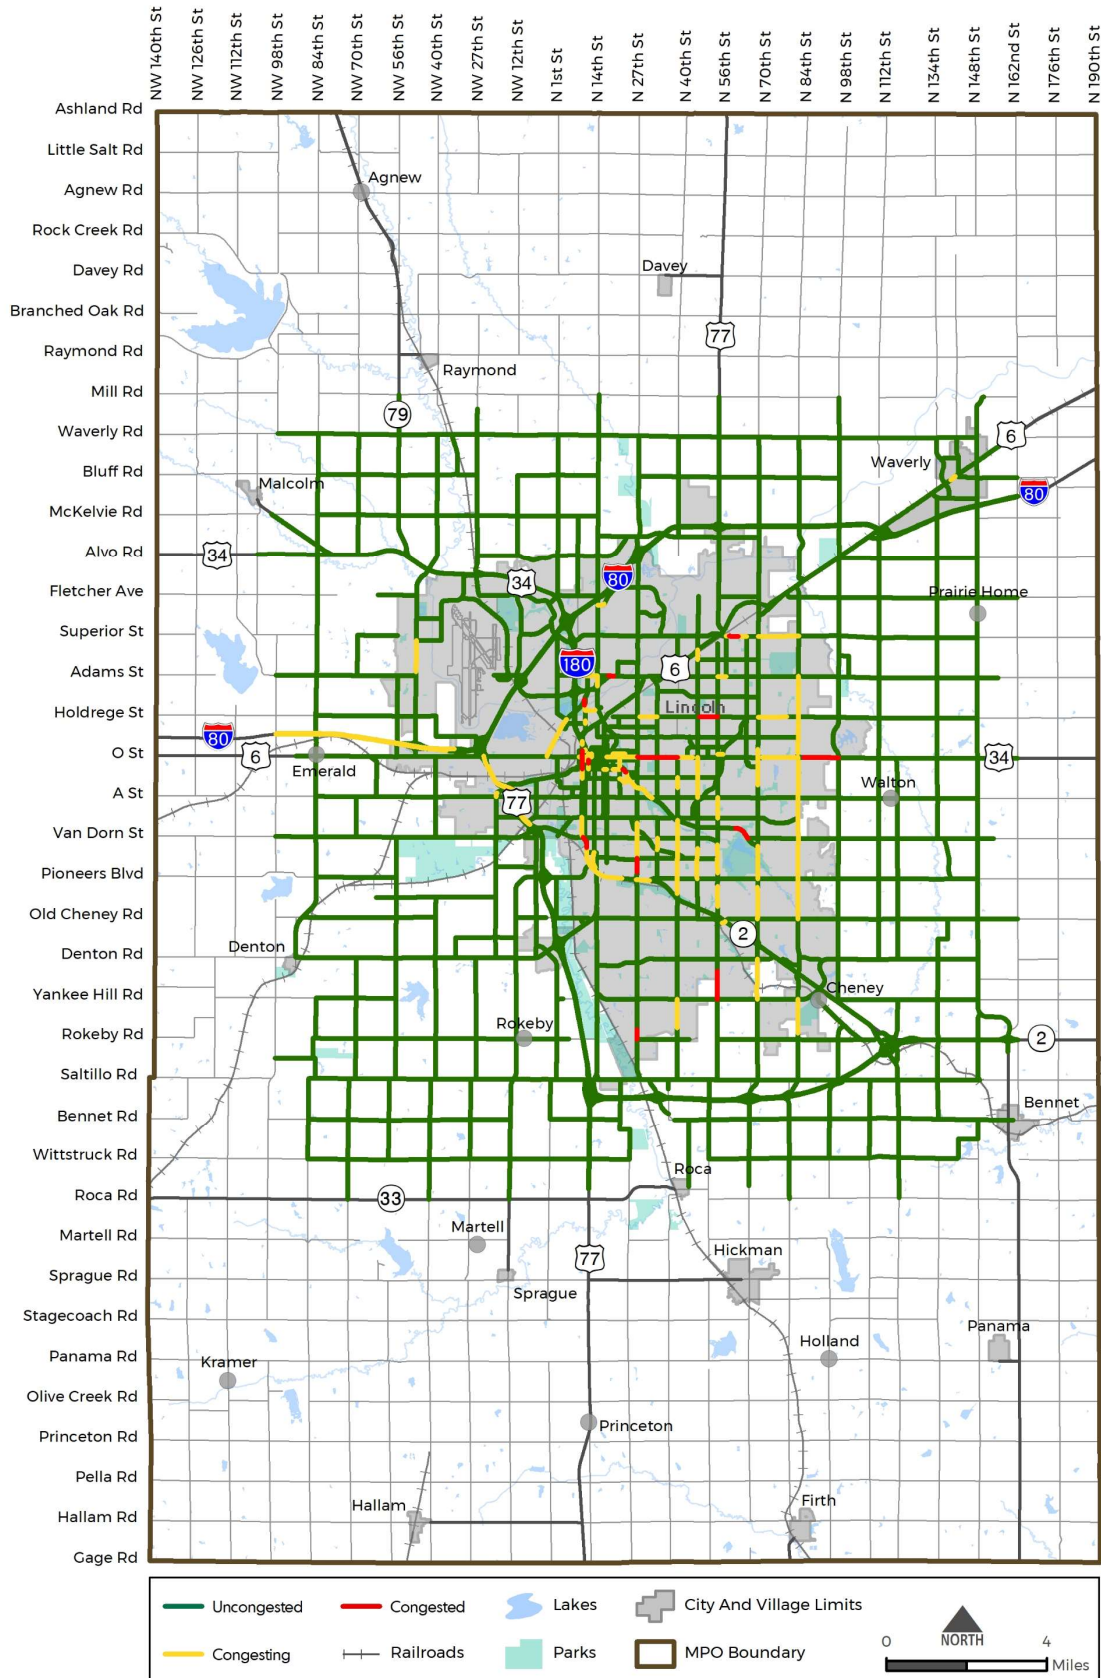 NW 140th St
NW 126th St
NW 112th St
NW 98th St
NW 84th St
NW 70th St
NW 56th St
NW 40th St
NW 27th St
NW 12th St
N 1st St
N 14th St
N 27th St
N 40th St
N 56th St
N 70th St
N 84th St
N 98th St
N 112th St
N 134th St
N 148th St
N 162nd St
N 176th St
N 190th St
Ashland Rd
Little Salt Rd
Agnew Rd
Agnew
Rock Creek Rd
Davey Rd
Davey
Branched Oak Rd
77
Raymond Rd
Raymond
Mill Rd
79
Waverly Rd
6
Waverly
Bluff Rd
Malcolm
80
McKelvie Rd
Alvo Rd
34
34
80
Fletcher Ave
Prairie Home
Superior St
180
6
Adams St
Holdrege St
Lincoln
80
6
O St
34
Emerald
A St
Walton
77
Van Dorn St
Pioneers Blvd
Old Cheney Rd
2
Denton Rd
Denton
Yankee Hill Rd
Cheney
Rokeby Rd
Rokeby
2
Saltillo Rd
Bennet Rd
Bennet
Wittstruck Rd
Roca
Roca Rd
33
Martell Rd
Martell
77
Hickman
Sprague Rd
Sprague
Stagecoach Rd
Panama
Holland
Panama Rd
Kramer
Olive Creek Rd
Princeton
Princeton Rd
Pella Rd
Hallam
Firth
Hallam Rd
Gage Rd
Uncongested
Congested
Lakes
City And Village Limits
Congesting
Railroads
Parks
MPO Boundary
NORTH
0
4
Miles